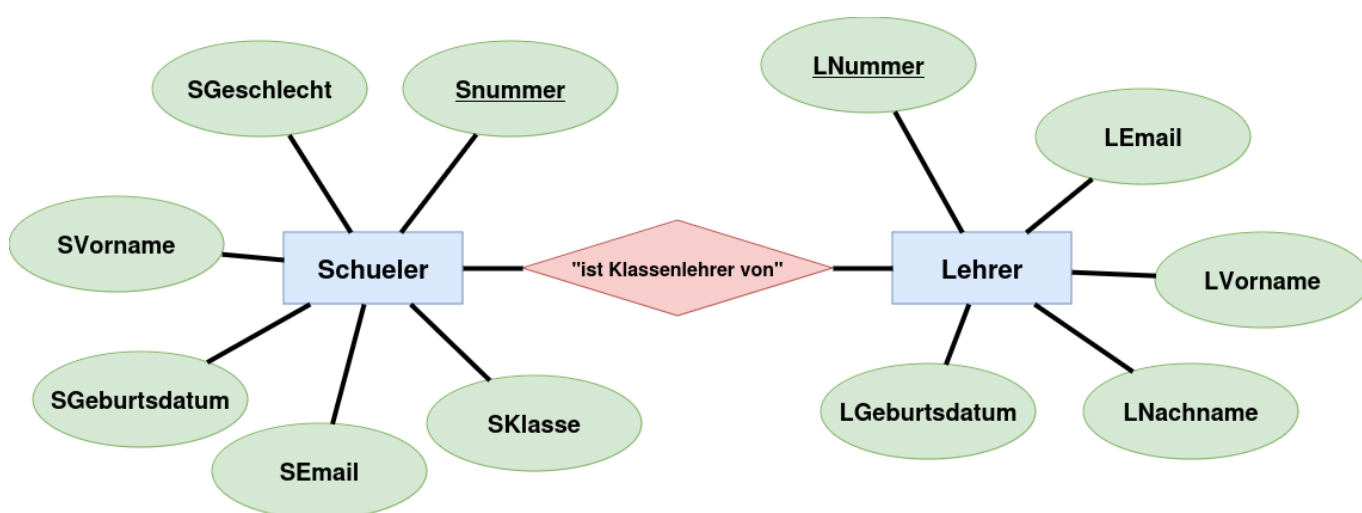 SGeschlecht
Snummer
LNummer
LEmail
SVorname
Schueler
"ist Klassenlehrer von"
Lehrer
LVorname
SGeburtsdatum
SEmail
SKlasse
LGeburtsdatum
LNachname